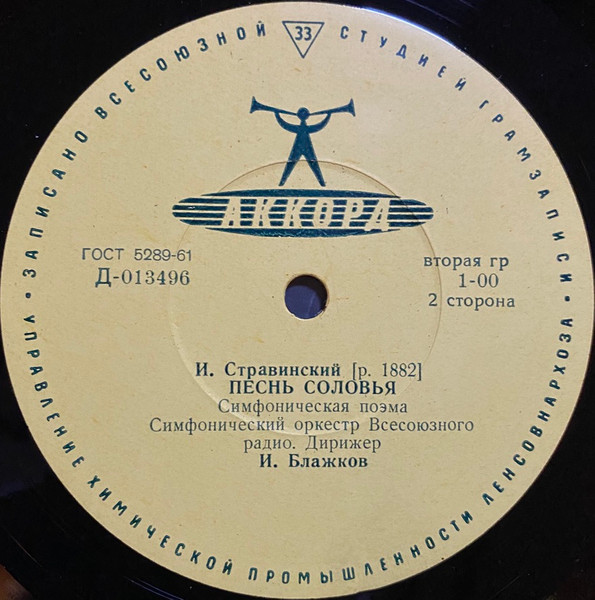 ЗАПИСАНО ВСЕСОЮЗНОЙ 33 СТУДИЕЙ ГРАМЗАПИСИ
АККОРД
ГОСТ 5289-61
Д-013496
вторая гр
1-00
2 сторона
И. Стравинский [р. 1882]
ПЕСНЬ СОЛОВЬЯ
Симфоническая поэма
Симфонический оркестр Всесоюзного
радио. Дирижер
И. Блажков
УПРАВЛЕНИЕ ХИМИЧЕСКОЙ ПРОМЫШЛЕННОСТИ ЛЕНСОВНАРХОЗА